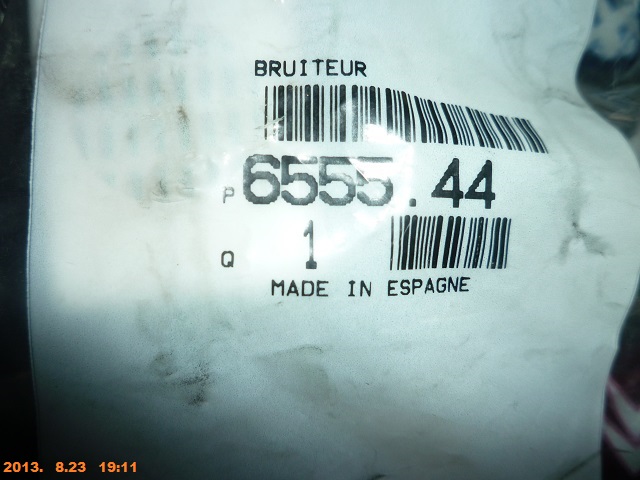 BRUITEUR
P 6555.44
Q 1
MADE IN ESPAGNE
2013. 8.23 19:11